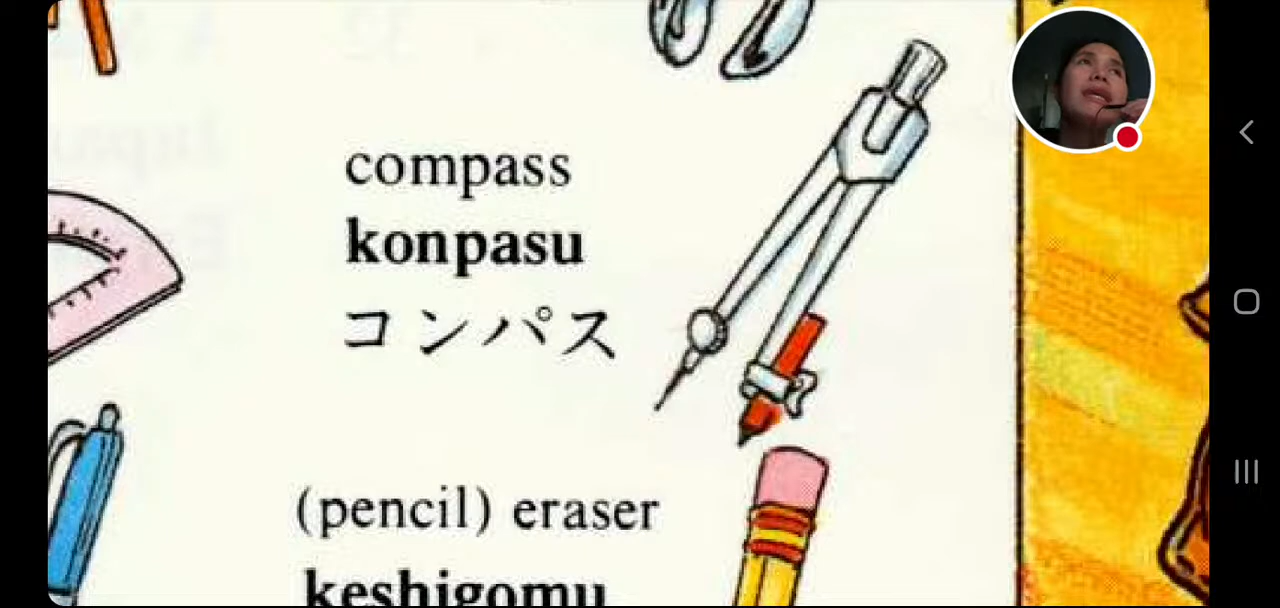 compass
konpasu
コンパス
(pencil) eraser
keshigomu